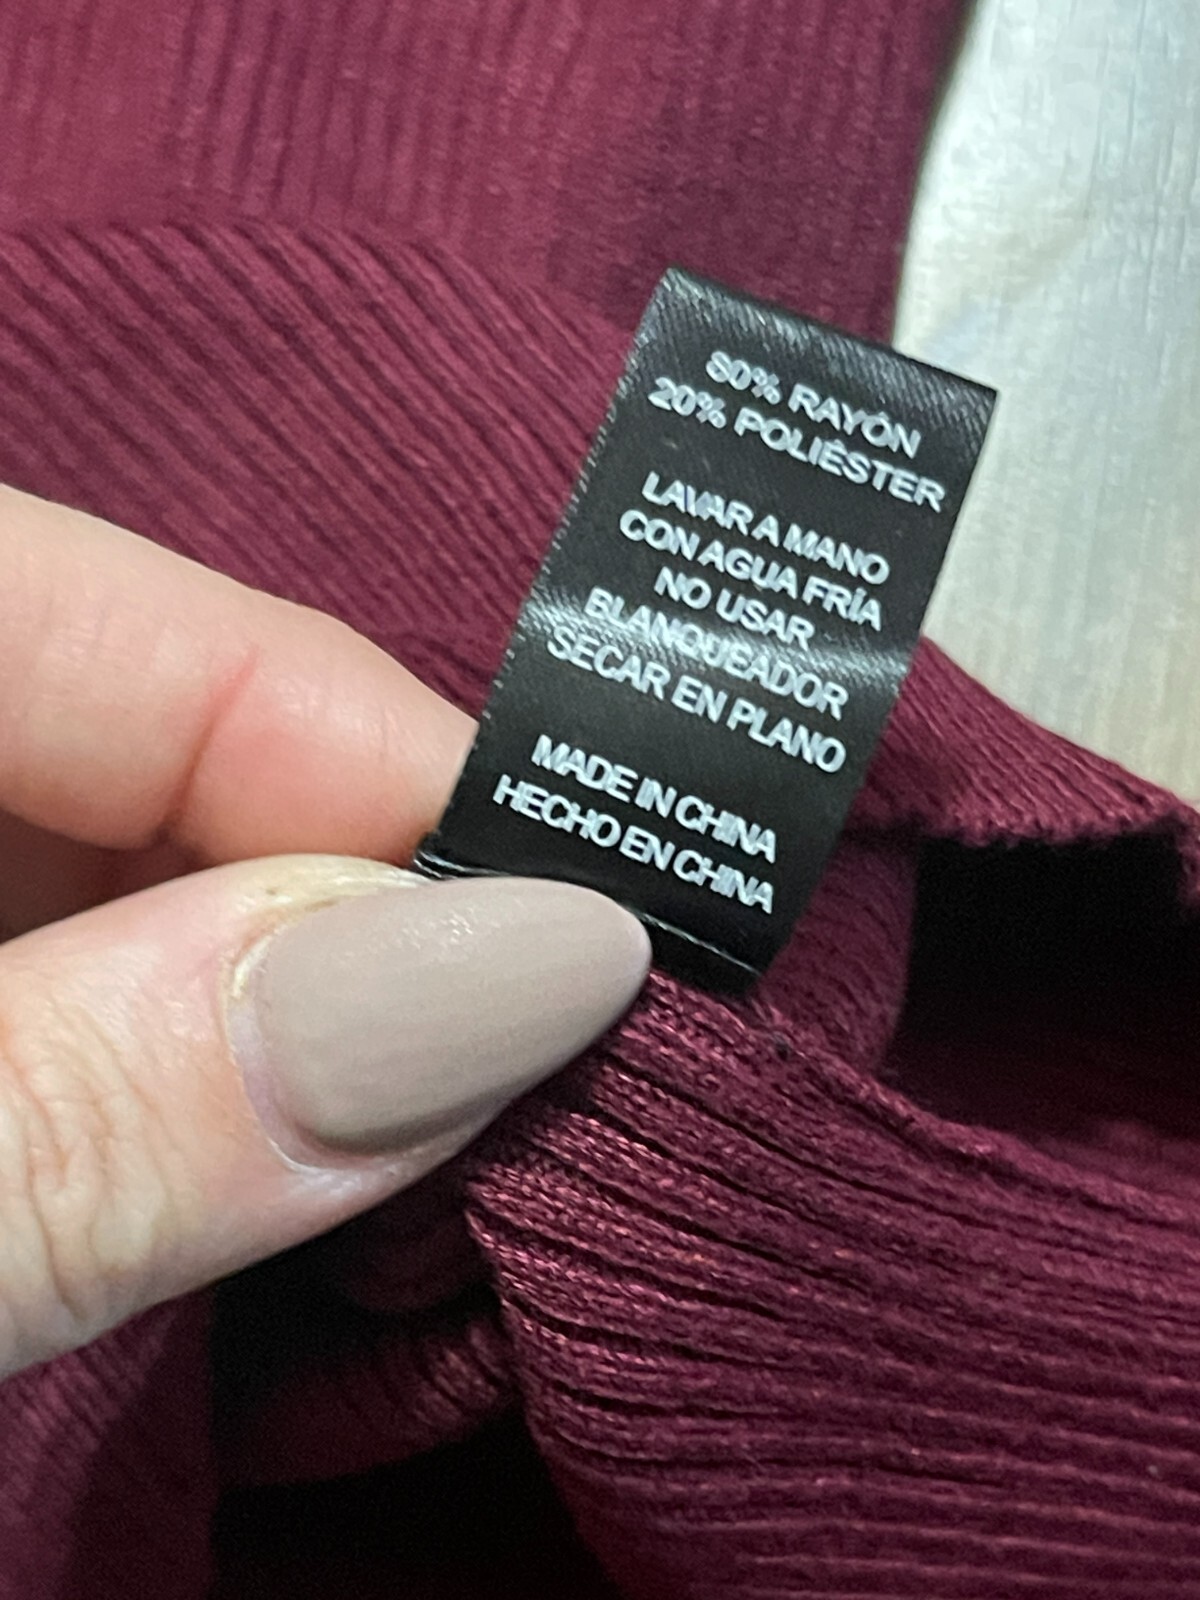 80% RAYÓN
20% POLIÉSTER
LAVAR A MANO
CON AGUA FRÍA
NO USAR
BLANQUEADOR
SECAR EN PLANO
MADE IN CHINA
HECHO EN CHINA